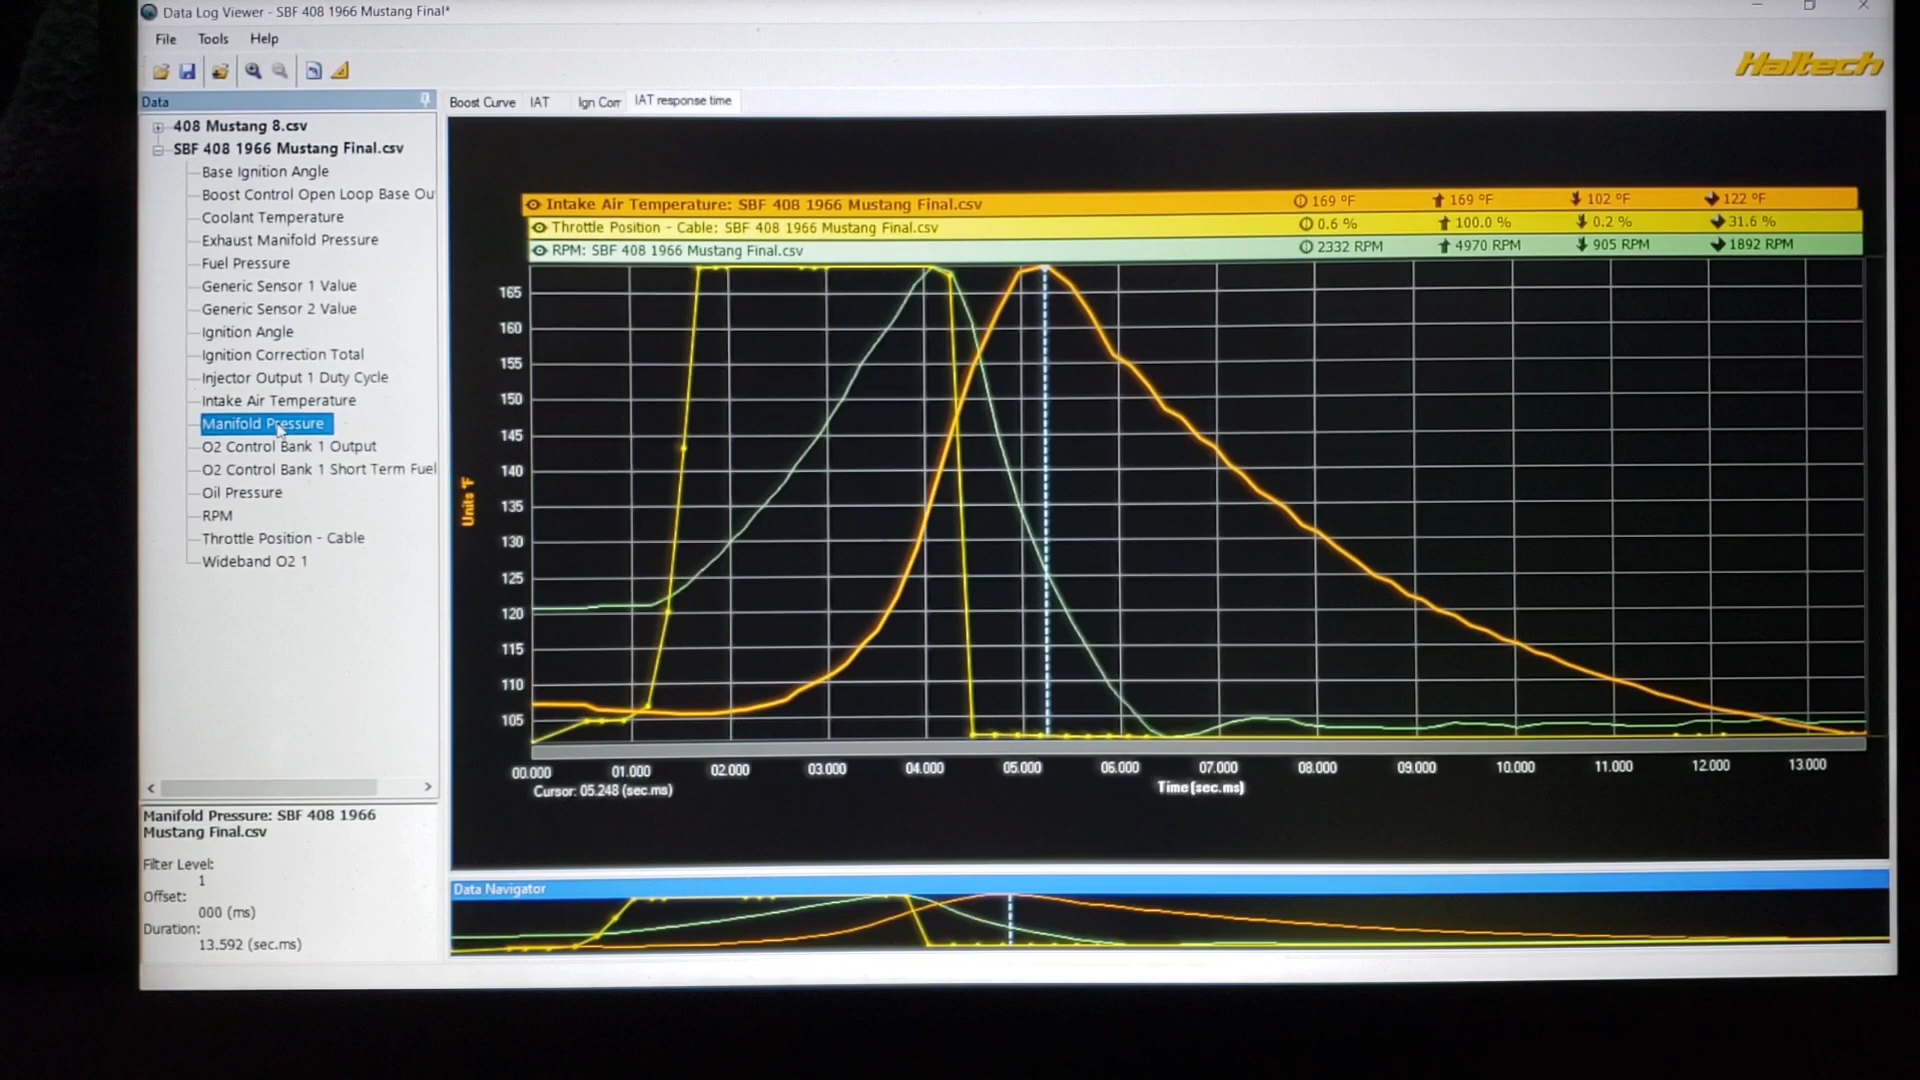 Data Log Viewer - SBF 408 1966 Mustang Final*
File Tools Help
Haltech
Data
Boost Curve IAT Ign Corr IAT response time
408 Mustang 8.csv
SBF 408 1966 Mustang Final.csv
Base Ignition Angle
Boost Control Open Loop Base Ou
Coolant Temperature
Exhaust Manifold Pressure
Fuel Pressure
Generic Sensor 1 Value
Generic Sensor 2 Value
Ignition Angle
Ignition Correction Total
Injector Output 1 Duty Cycle
Intake Air Temperature
Manifold Pressure
O2 Control Bank 1 Output
O2 Control Bank 1 Short Term Fuel
Oil Pressure
RPM
Throttle Position - Cable
Wideband O2 1
Manifold Pressure: SBF 408 1966
Mustang Final.csv
Filter Level:
1
Offset:
000 (ms)
Duration:
13.592 (sec.ms)
Intake Air Temperature: SBF 408 1966 Mustang Final.csv 169 °F 169 °F 102 °F 122 °F
Throttle Position - Cable: SBF 408 1966 Mustang Final.csv 0.6 % 100.0 % 0.2 % 31.6 %
RPM: SBF 408 1966 Mustang Final.csv 2332 RPM 4970 RPM 905 RPM 1892 RPM
165
160
155
150
145
140
135
130
125
120
115
110
105
Units °F
00.000 01.000 02.000 03.000 04.000 05.000 06.000 07.000 08.000 09.000 10.000 11.000 12.000 13.000
Cursor: 05.248 (sec.ms) Time(sec.ms)
Data Navigator